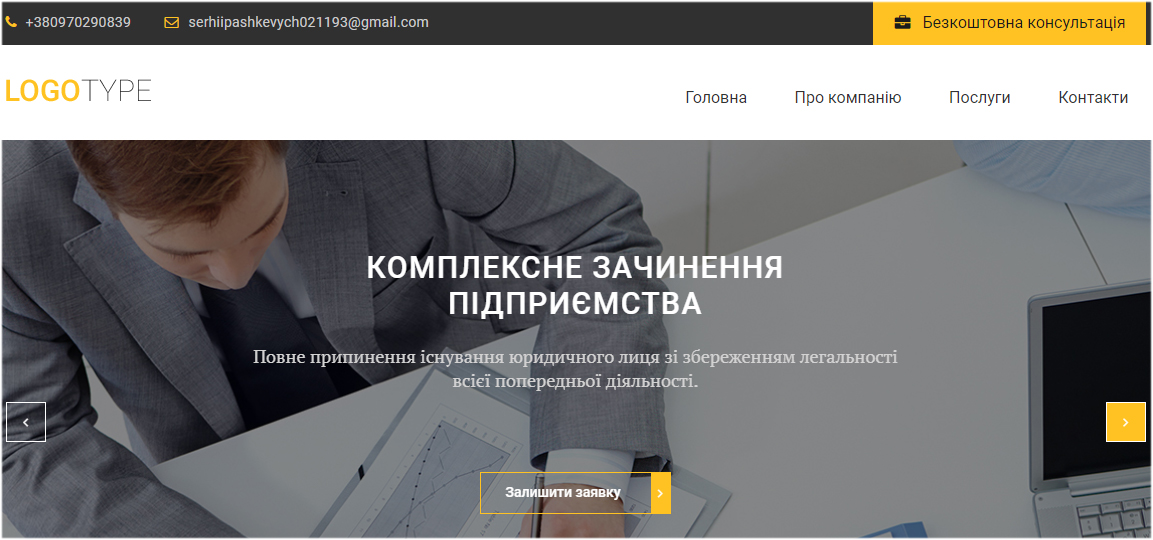 +380970290839 serhiipashkevych021193@gmail.com Безкоштовна консультація
LOGOTYPE
Головна Про компанію Послуги Контакти
КОМПЛЕКСНЕ ЗАЧИНЕННЯ
ПІДПРИЄМСТВА
Повне припинення існування юридичного лиця зі збереженням легальності
всієї попередньої діяльності.
Залишити заявку